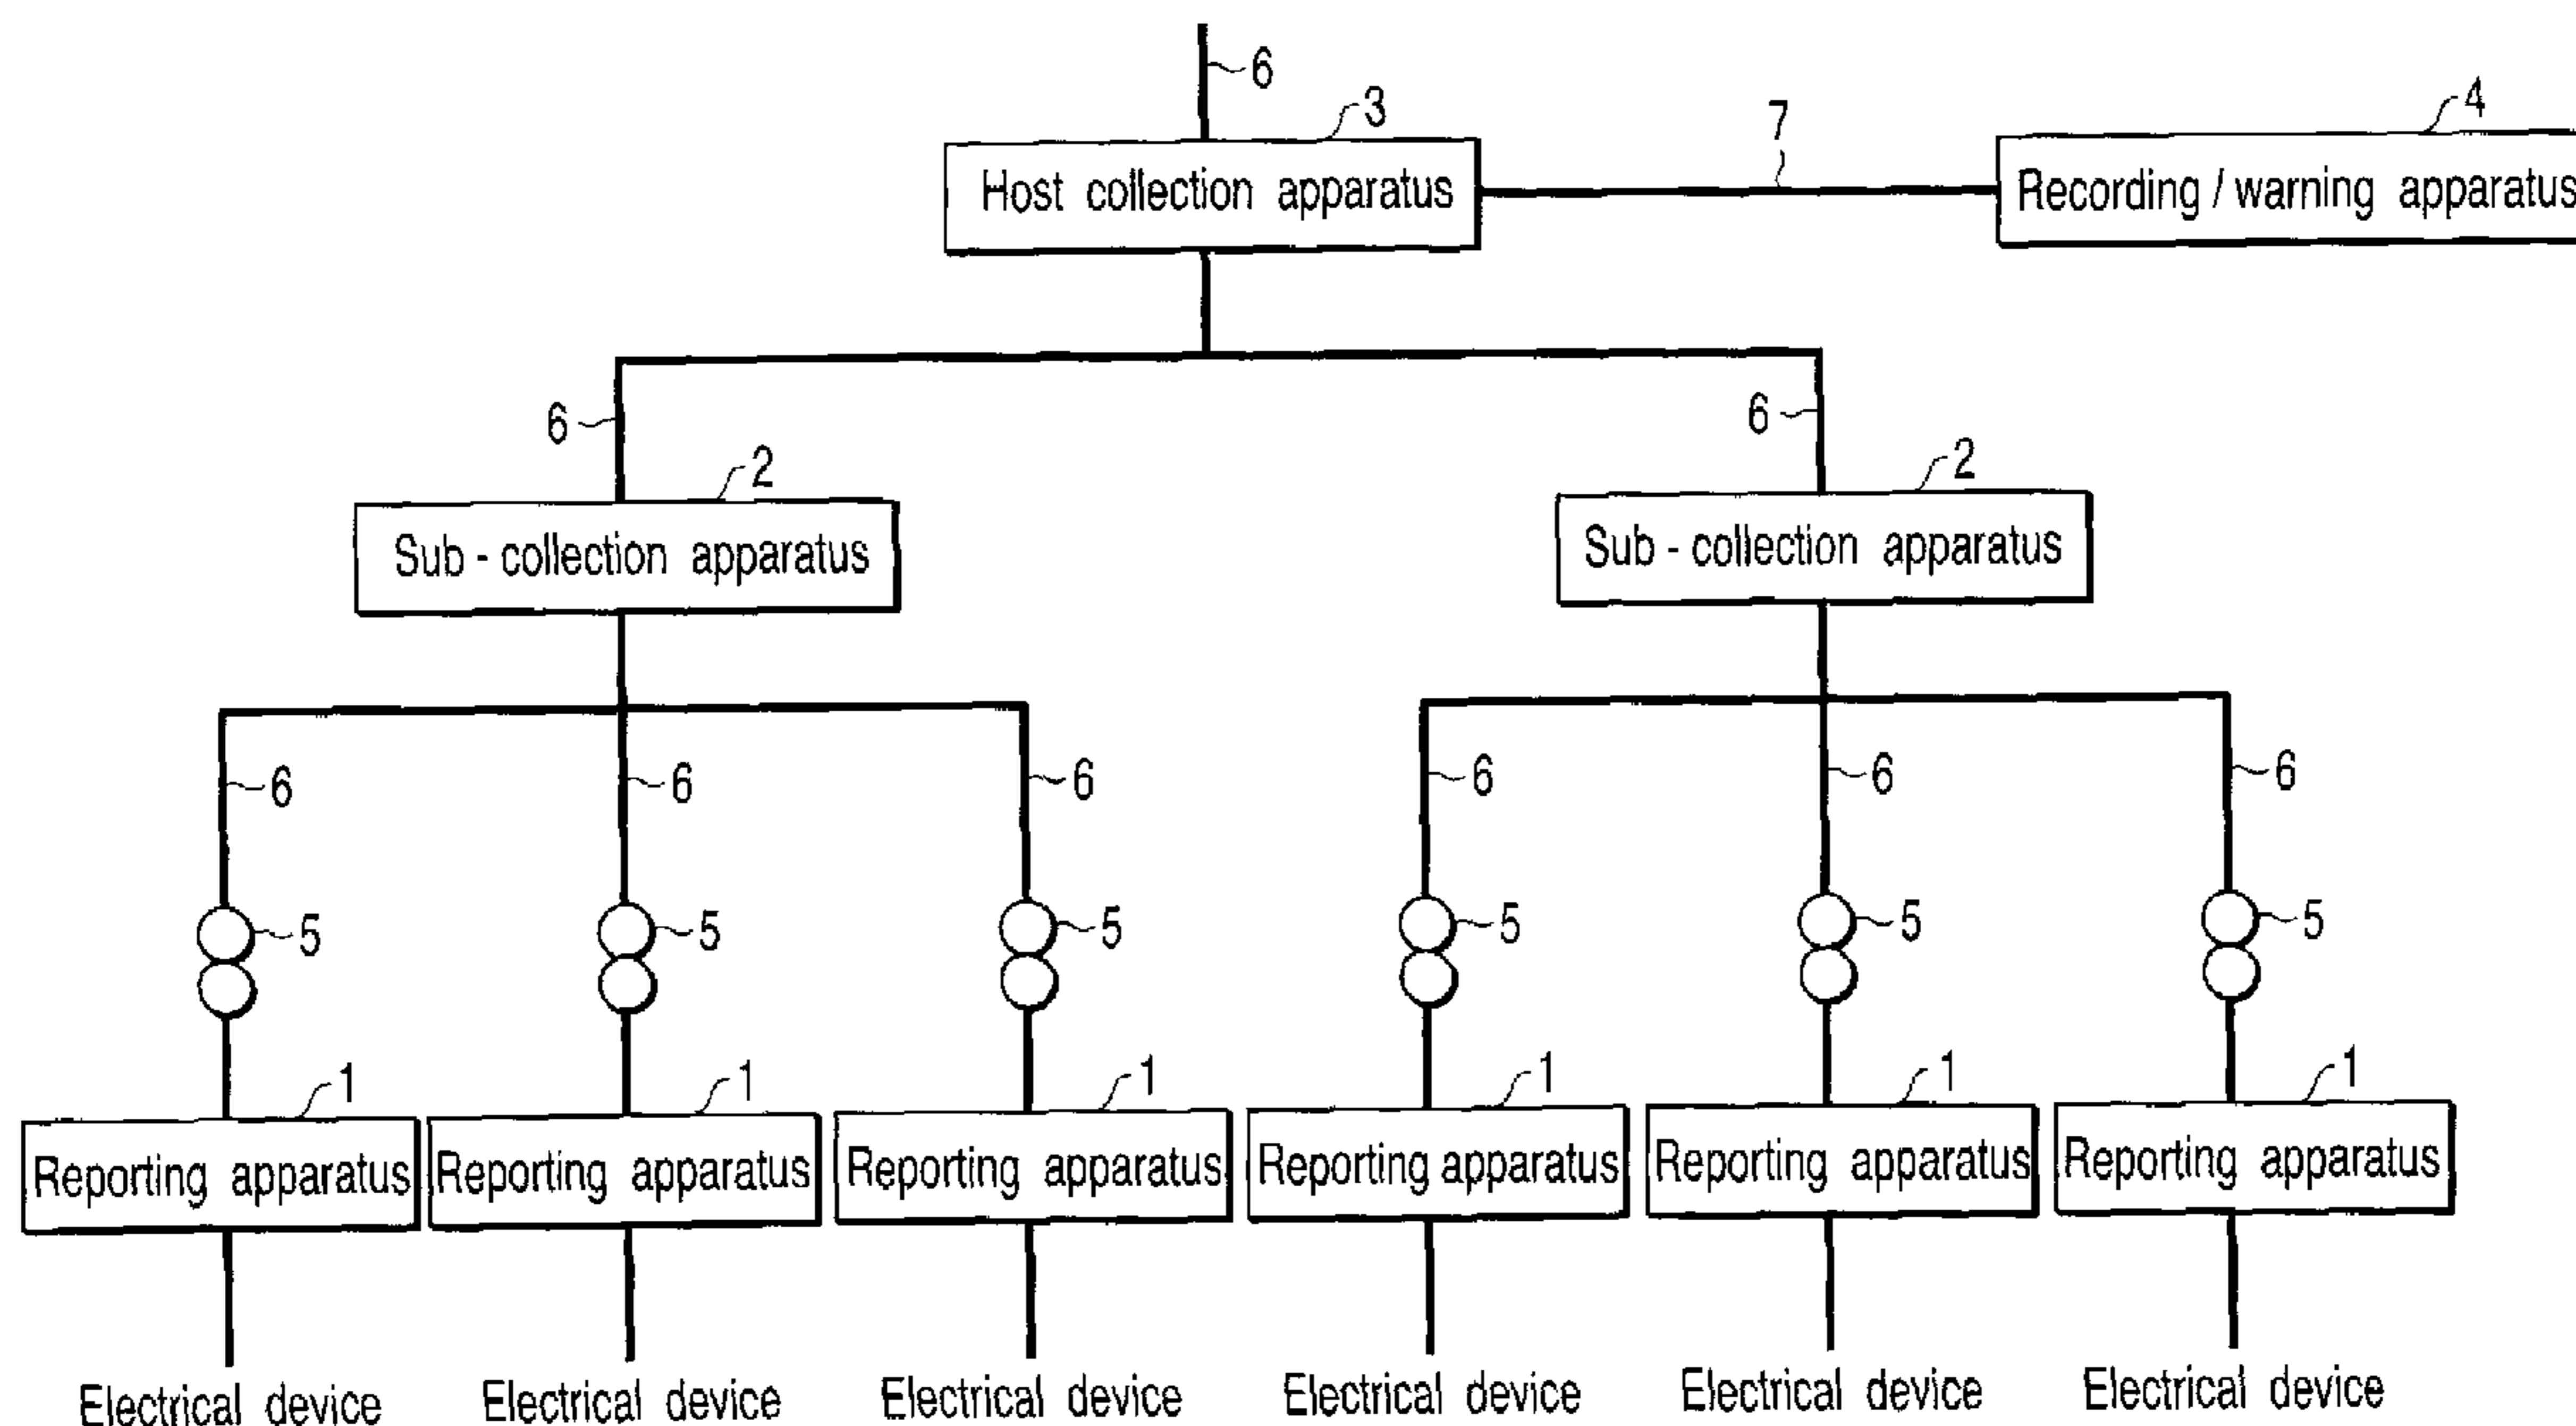 6
3
7
4
Host collection apparatus
Recording / warning apparatus
6
6
2
2
Sub - collection apparatus
Sub - collection apparatus
6
6
6
6
6
6
5
5
5
5
5
5
1
1
1
1
1
1
Reporting apparatus
Reporting apparatus
Reporting apparatus
Reporting apparatus
Reporting apparatus
Reporting apparatus
Electrical device
Electrical device
Electrical device
Electrical device
Electrical device
Electrical device